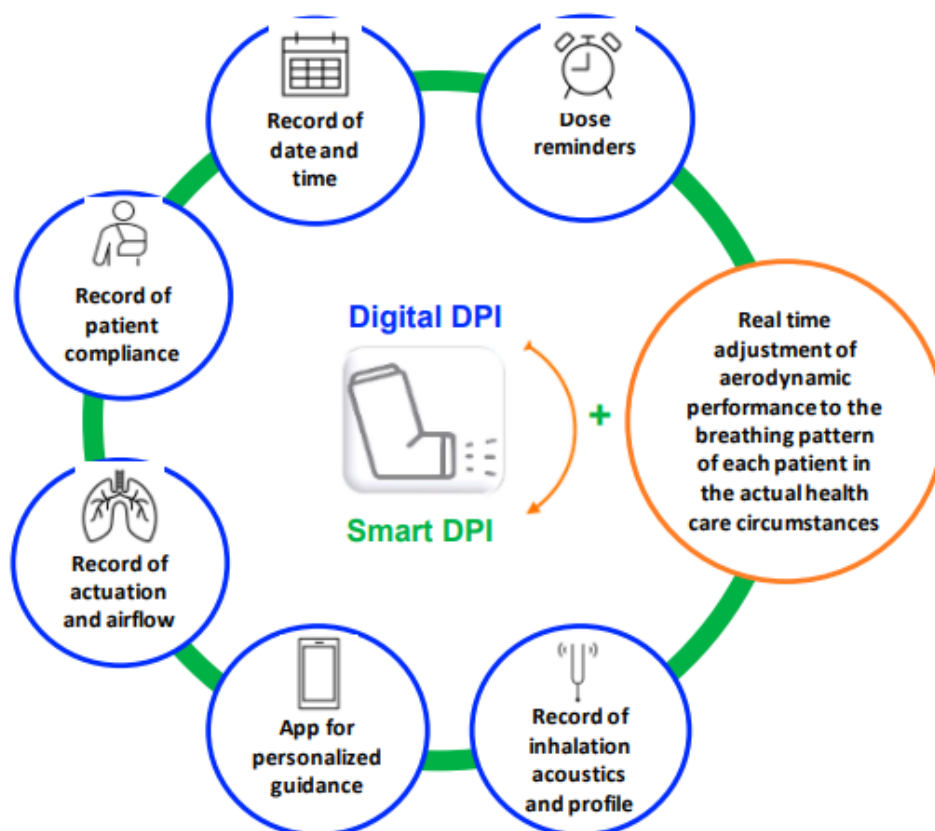 Record of
date and
time
Dose
reminders
Record of
patient
compliance
Digital DPI
+
Smart DPI
Real time
adjustment of
aerodynamic
performance to the
breathing pattern
of each patient in
the actual health
care circumstances
Record of
actuation
and airflow
App for
personalized
guidance
Record of
inhalation
acoustics
and profile